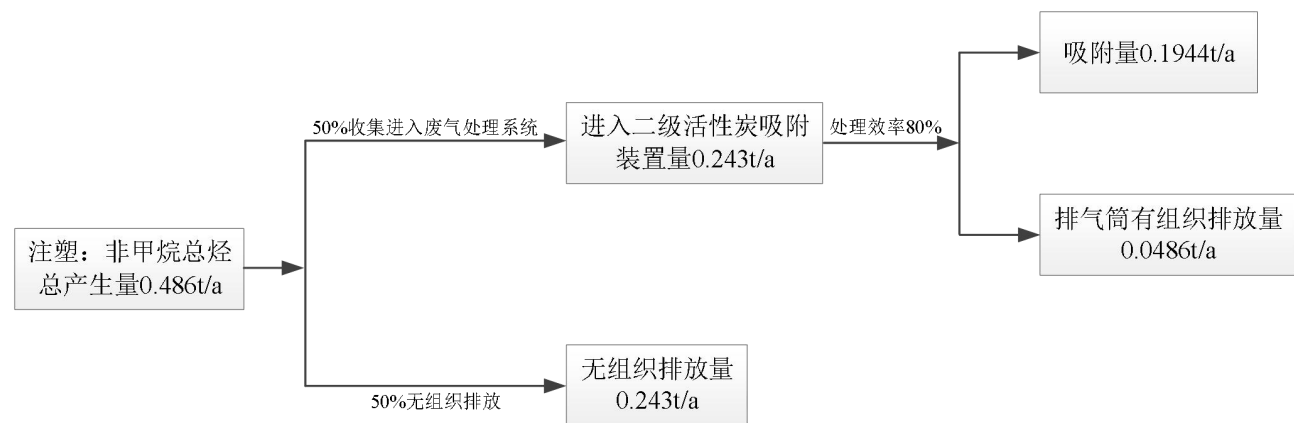 注塑：非甲烷总烃
总产生量0.486t/a
50%收集进入废气处理系统
进入二级活性炭吸附
装置量0.243t/a
处理效率80%
吸附量0.1944t/a
排气筒有组织排放量
0.0486t/a
50%无组织排放
无组织排放量
0.243t/a